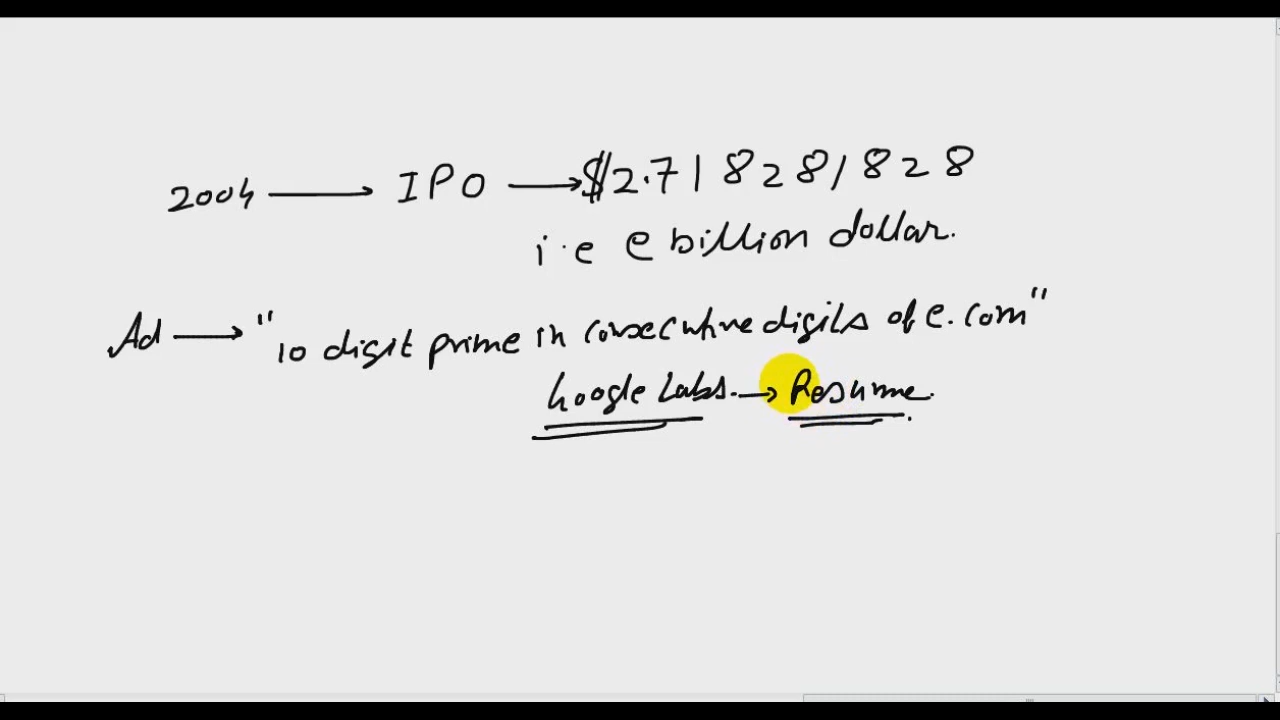 2004 → IPO → $2.718281828
i.e e billion dollar.
Ad → "10 digit prime in consecutive digits of e.com"
Google Labs. → Resume.